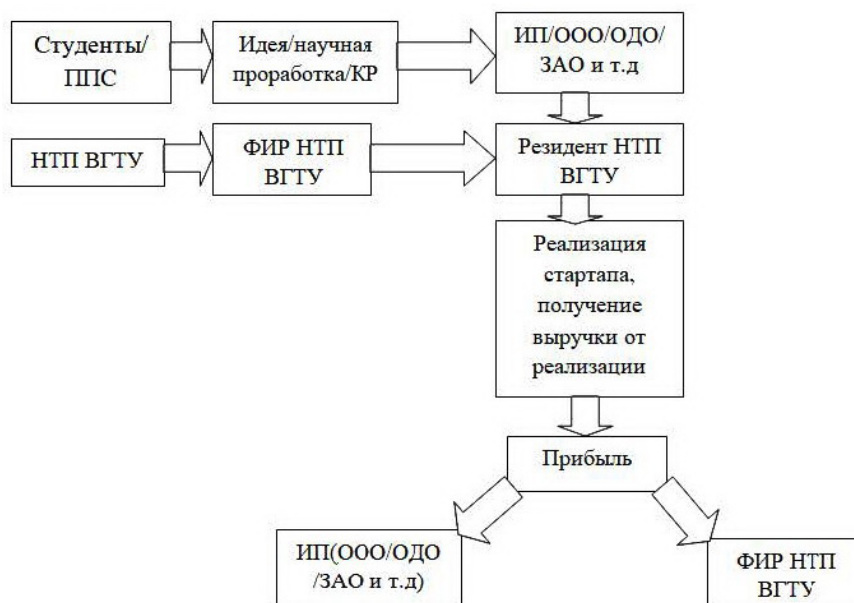 Студенты/
ППС
Идея/научная
проработка/КР
ИП/ООО/ОДО/
ЗАО и т.д
НТП ВГТУ
ФИР НТП
ВГТУ
Резидент НТП
ВГТУ
Реализация
стартапа,
получение
выручки от
реализации
Прибыль
ИП(ООО/ОДО
/ЗАО и т.д)
ФИР НТП
ВГТУ